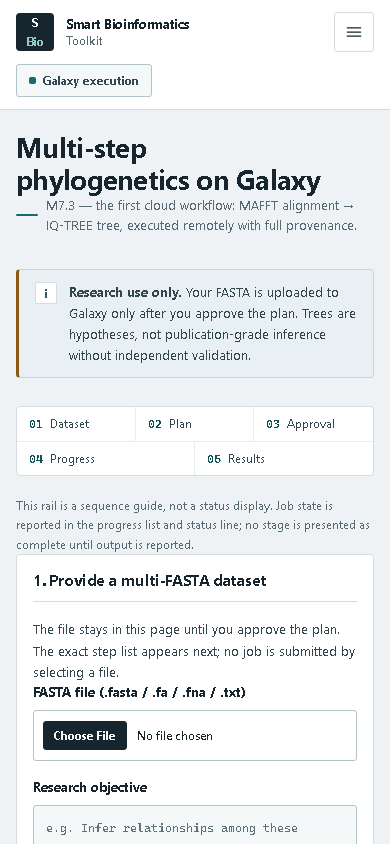 S
Bio
Smart Bioinformatics
Toolkit
Galaxy execution
Multi-step
phylogenetics on Galaxy
M7.3 — the first cloud workflow: MAFFT alignment →
IQ-TREE tree, executed remotely with full provenance.
i
Research use only. Your FASTA is uploaded to
Galaxy only after you approve the plan. Trees are
hypotheses, not publication-grade inference
without independent validation.
01 Dataset
02 Plan
03 Approval
04 Progress
05 Results
This rail is a sequence guide, not a status display. Job state is
reported in the progress list and status line; no stage is presented as
complete until output is reported.
1. Provide a multi-FASTA dataset
The file stays in this page until you approve the plan.
The exact step list appears next; no job is submitted by
selecting a file.
FASTA file (.fasta / .fa / .fna / .txt)
Choose File No file chosen
Research objective
e.g. Infer relationships among these